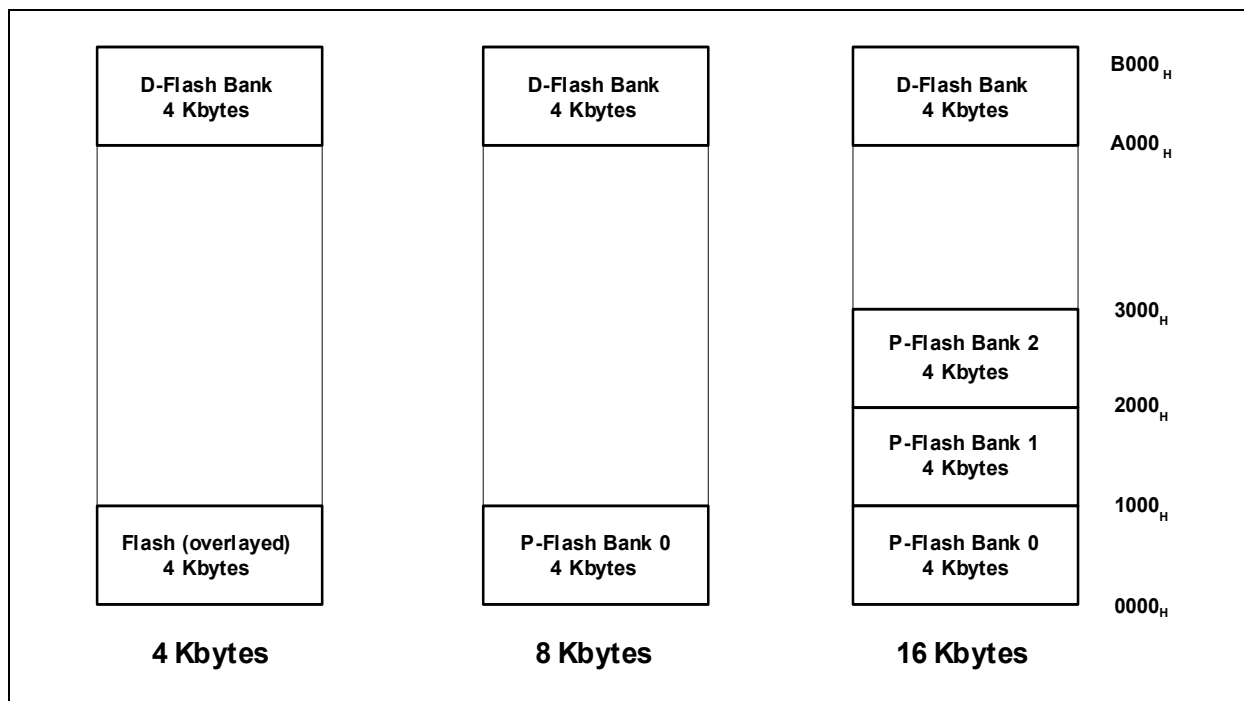 D-Flash Bank
4 Kbytes
D-Flash Bank
4 Kbytes
D-Flash Bank
4 Kbytes
B000H
A000H
3000H
P-Flash Bank 2
4 Kbytes
2000H
P-Flash Bank 1
4 Kbytes
1000H
Flash (overlayed)
4 Kbytes
P-Flash Bank 0
4 Kbytes
P-Flash Bank 0
4 Kbytes
0000H
4 Kbytes
8 Kbytes
16 Kbytes